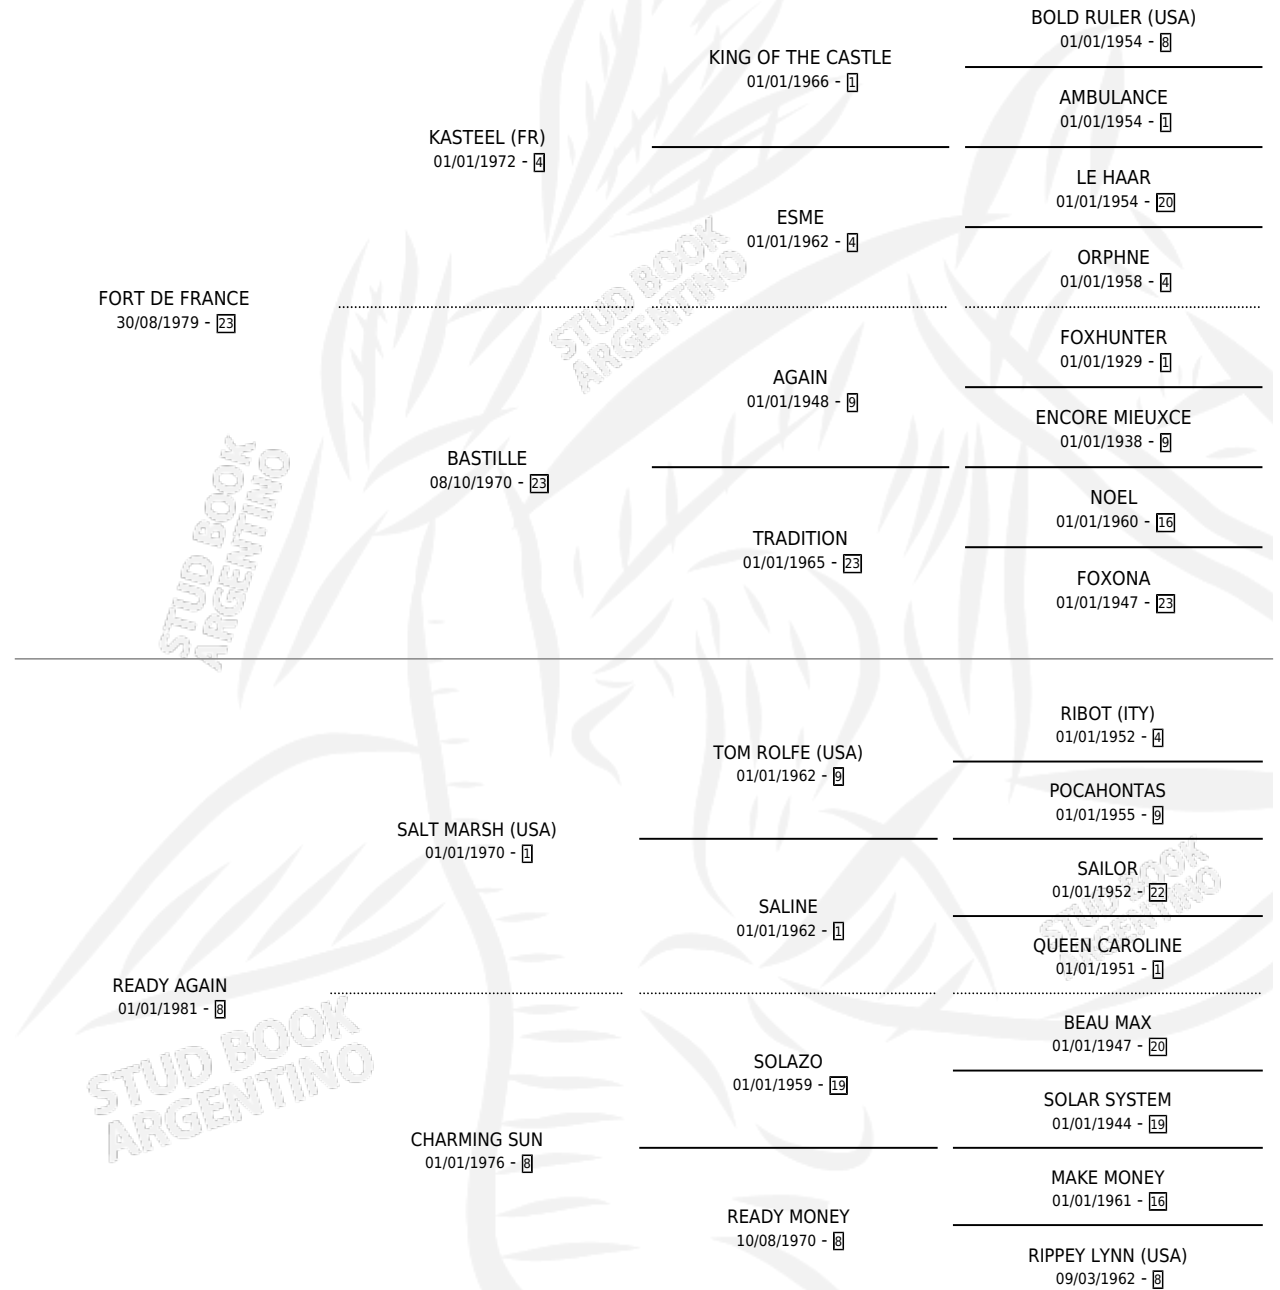 BOLD RULER (USA)
01/01/1954 - 8
KING OF THE CASTLE
01/01/1966 - 1
AMBULANCE
01/01/1954 - 1
KASTEEL (FR)
01/01/1972 - 4
LE HAAR
01/01/1954 - 20
ESME
01/01/1962 - 4
ORPHNE
01/01/1958 - 4
FORT DE FRANCE
30/08/1979 - 23
FOXHUNTER
01/01/1929 - 1
AGAIN
01/01/1948 - 9
ENCORE MIEUXCE
01/01/1938 - 9
BASTILLE
08/10/1970 - 23
NOEL
01/01/1960 - 16
TRADITION
01/01/1965 - 23
FOXONA
01/01/1947 - 23
STUD BOOK
ARGENTINO
STUD BOOK
ARGENTINO
RIBOT (ITY)
01/01/1952 - 4
TOM ROLFE (USA)
01/01/1962 - 9
POCAHONTAS
01/01/1955 - 9
SALT MARSH (USA)
01/01/1970 - 1
SAILOR
01/01/1952 - 22
SALINE
01/01/1962 - 1
QUEEN CAROLINE
01/01/1951 - 1
STUD BOOK
ARGENTINO
READY AGAIN
01/01/1981 - 8
BEAU MAX
01/01/1947 - 20
SOLAZO
01/01/1959 - 19
SOLAR SYSTEM
01/01/1944 - 19
STUD BOOK
ARGENTINO
CHARMING SUN
01/01/1976 - 8
MAKE MONEY
01/01/1961 - 16
READY MONEY
10/08/1970 - 8
RIPPEY LYNN (USA)
09/03/1962 - 8